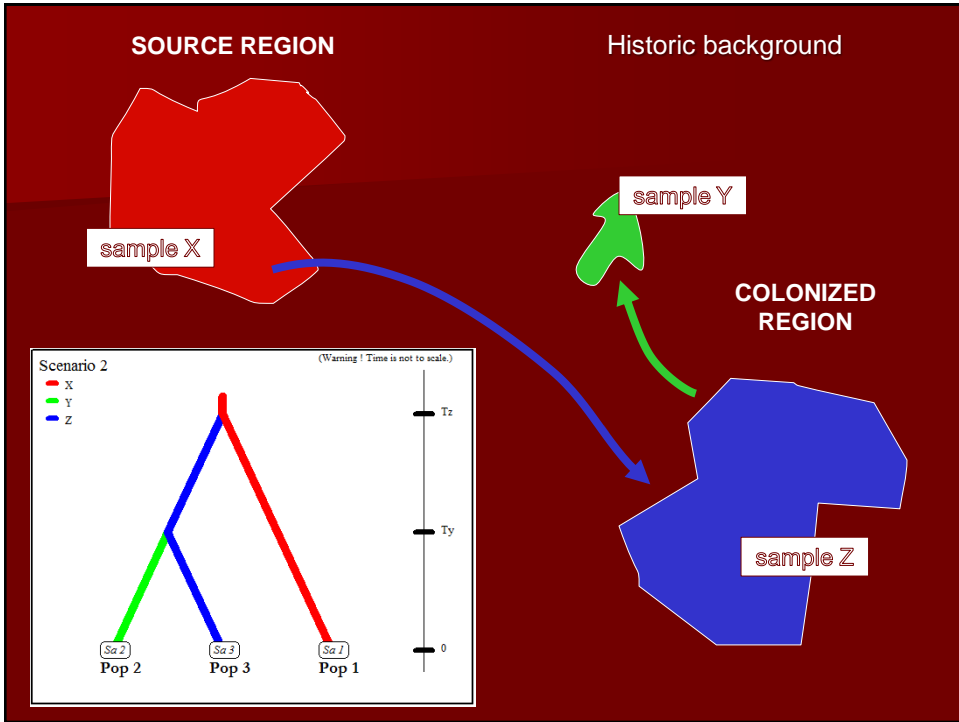 SOURCE REGION
Historic background
sample X
sample Y
COLONIZED
REGION
sample Z
Scenario 2
(Warning ! Time is not to scale.)
X
Y
Z
Tz
Ty
0
Sa 2
Sa 3
Sa 1
Pop 2
Pop 3
Pop 1